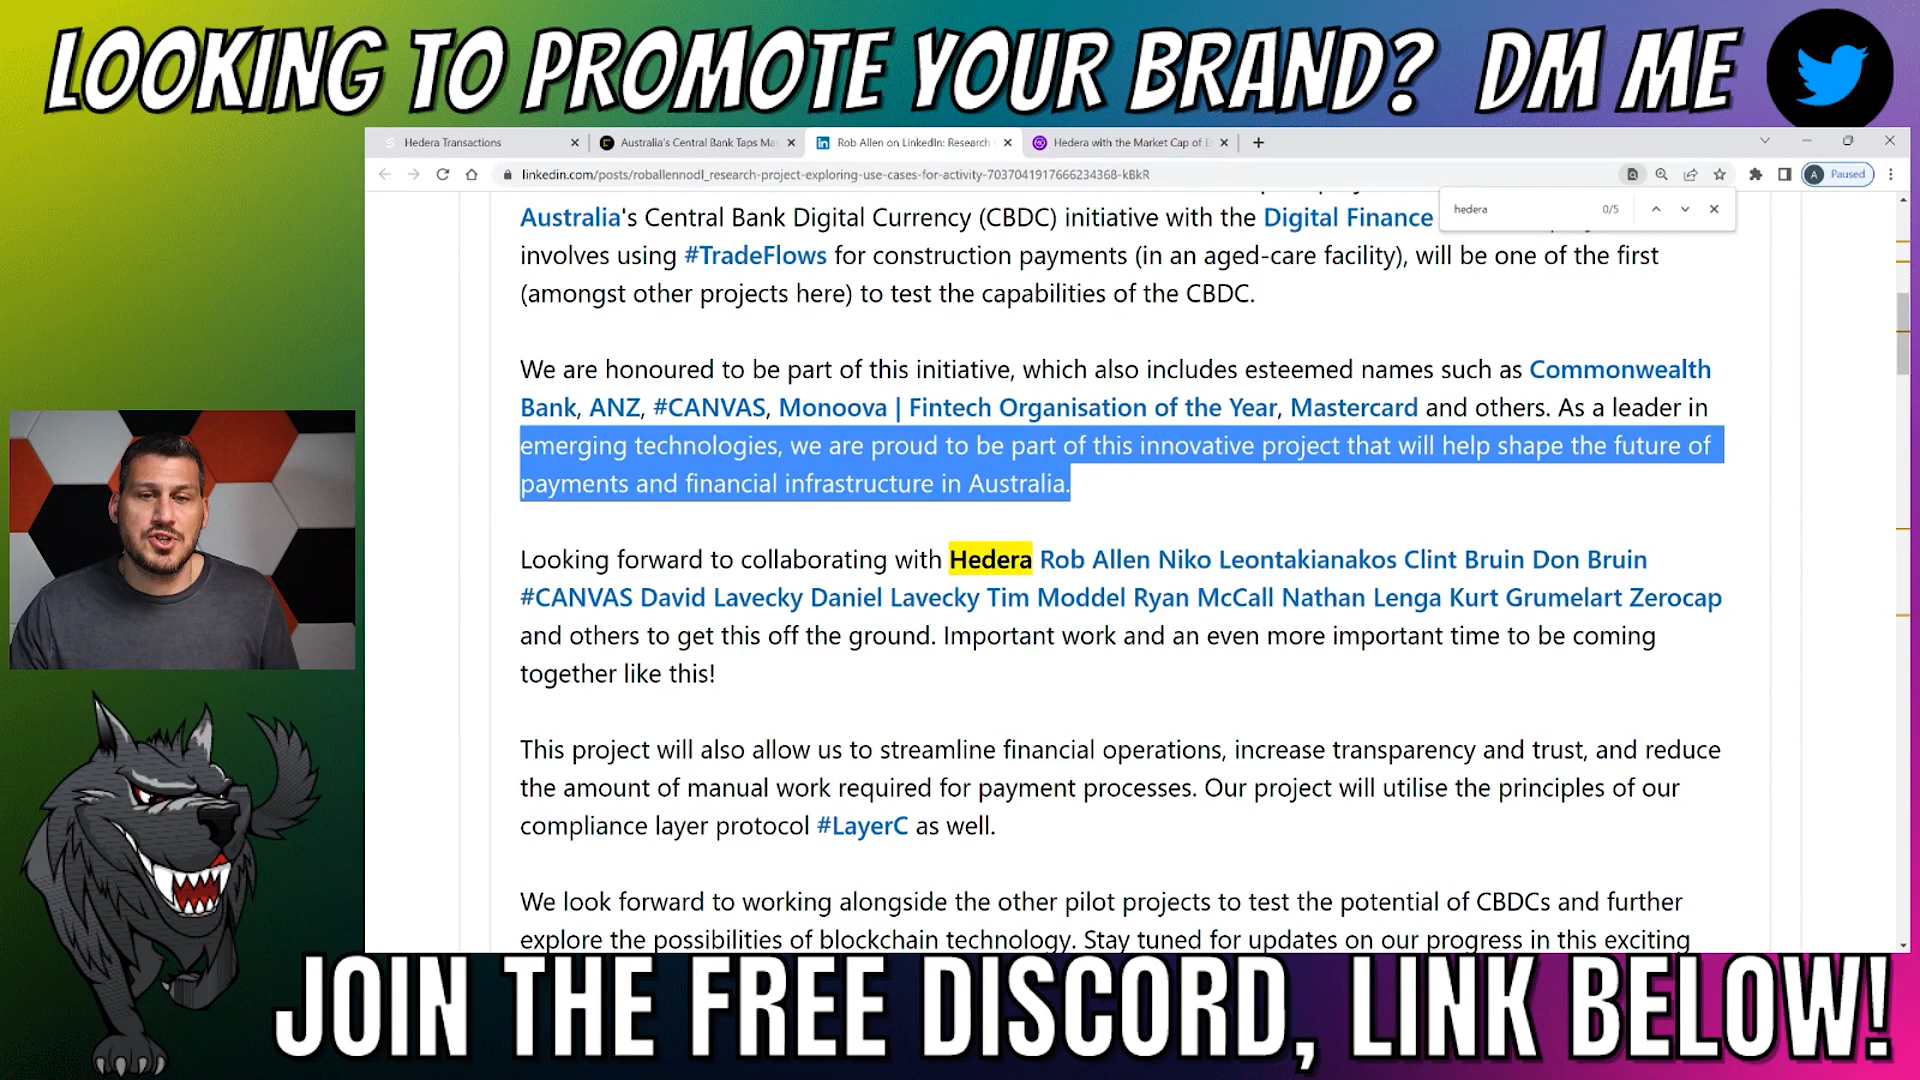 LOOKING TO PROMOTE YOUR BRAND? DM ME
Hedera Transactions
Australia's Central Bank Taps Ma
Rob Allen on LinkedIn: Research
Hedera with the Market Cap of
linkedin.com/posts/roballennodl_research-project-exploring-use-cases-for-activity-7037041917666234368-kBkR
A Paused
hedera 0/5
Australia's Central Bank Digital Currency (CBDC) initiative with the Digital Finance
involves using #TradeFlows for construction payments (in an aged-care facility), will be one of the first
(amongst other projects here) to test the capabilities of the CBDC.
We are honoured to be part of this initiative, which also includes esteemed names such as Commonwealth
Bank, ANZ, #CANVAS, Monoova | Fintech Organisation of the Year, Mastercard and others. As a leader in
emerging technologies, we are proud to be part of this innovative project that will help shape the future of
payments and financial infrastructure in Australia.
Looking forward to collaborating with Hedera Rob Allen Niko Leontakianakos Clint Bruin Don Bruin
#CANVAS David Lavecky Daniel Lavecky Tim Moddel Ryan McCall Nathan Lenga Kurt Grumelart Zerocap
and others to get this off the ground. Important work and an even more important time to be coming
together like this!
This project will also allow us to streamline financial operations, increase transparency and trust, and reduce
the amount of manual work required for payment processes. Our project will utilise the principles of our
compliance layer protocol #LayerC as well.
We look forward to working alongside the other pilot projects to test the potential of CBDCs and further
explore the possibilities of blockchain technology. Stay tuned for updates on our progress in this exciting
JOIN THE FREE DISCORD, LINK BELOW!